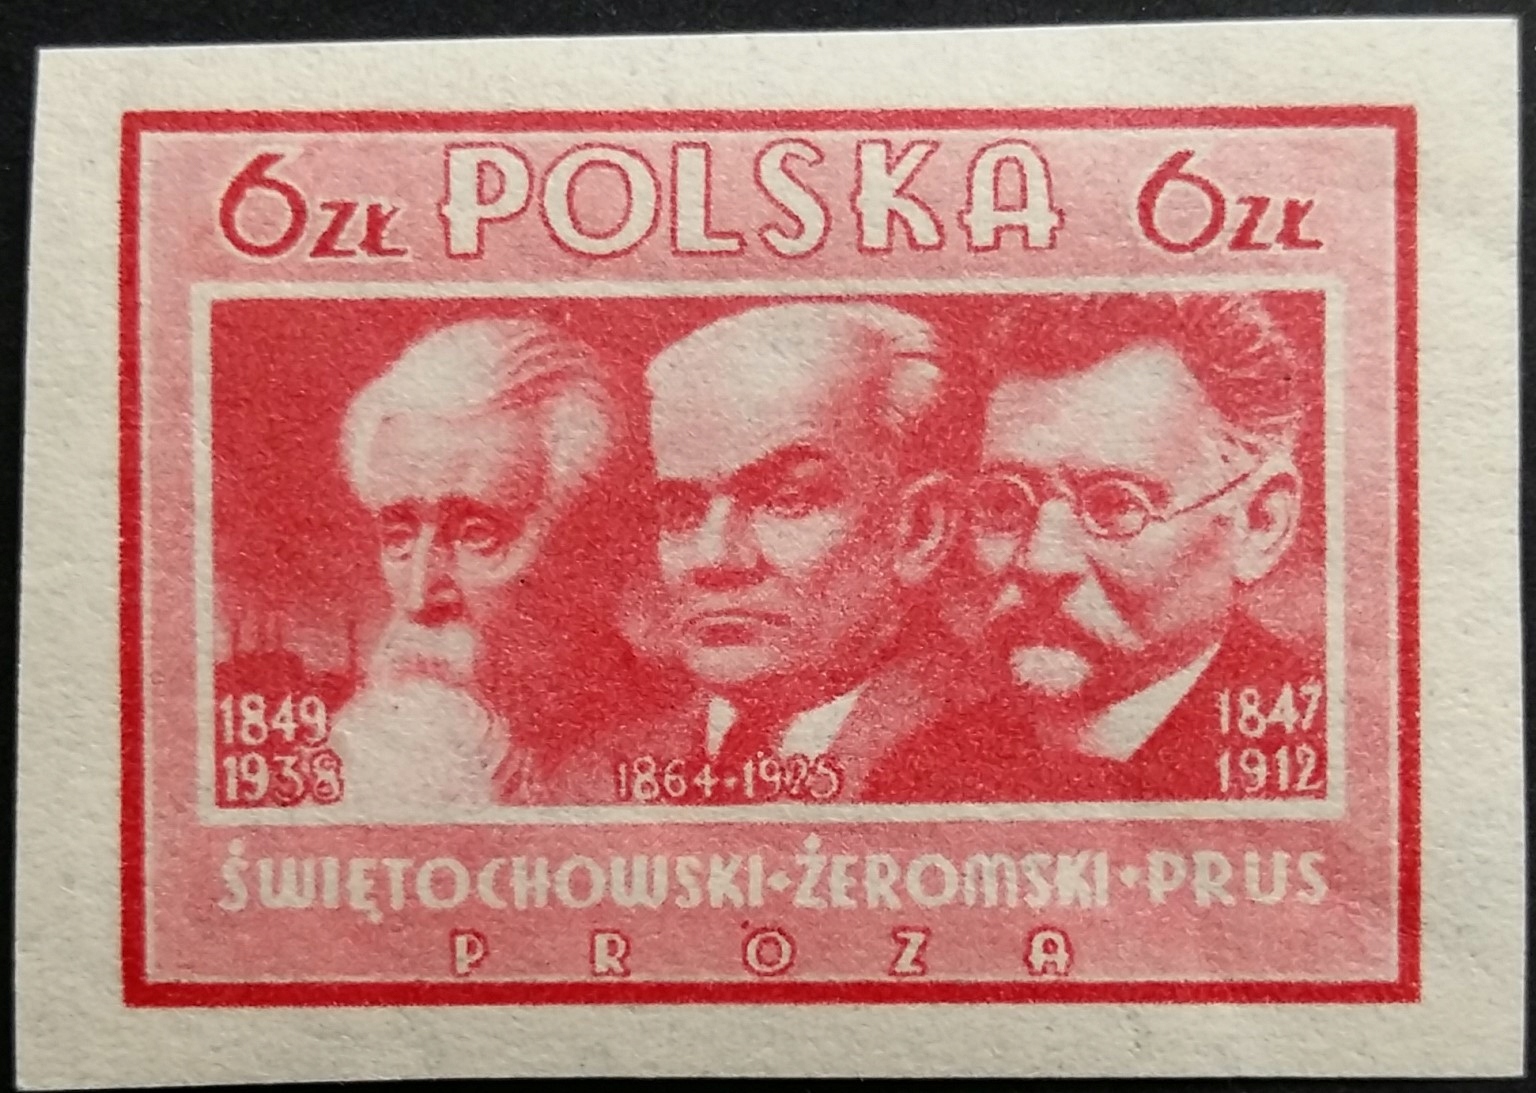 6 ZŁ POLSKA 6 ZŁ
1849
1938
1864 · 1925
1847
1912
ŚWIĘTOCHOWSKI · ŻEROMSKI · PRUS
PROZA